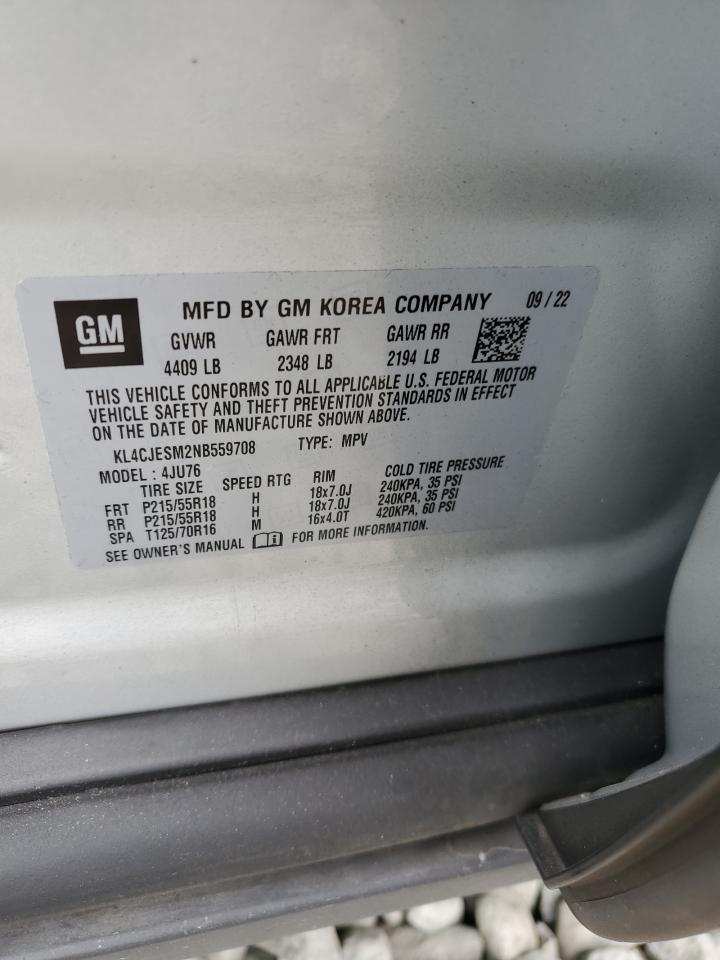 GM
MFD BY GM KOREA COMPANY 09/22
GVWR GAWR FRT GAWR RR
4409 LB 2348 LB 2194 LB
THIS VEHICLE CONFORMS TO ALL APPLICABLE U.S. FEDERAL MOTOR
VEHICLE SAFETY AND THEFT PREVENTION STANDARDS IN EFFECT
ON THE DATE OF MANUFACTURE SHOWN ABOVE.
KL4CJESM2NB559708 TYPE: MPV
MODEL: 4JU76
TIRE SIZE SPEED RTG RIM COLD TIRE PRESSURE
FRT P215/55R18 H 18x7.0J 240KPA, 35 PSI
RR P215/55R18 H 18x7.0J 240KPA, 35 PSI
SPA T125/70R16 M 16x4.0T 420KPA, 60 PSI
SEE OWNER'S MANUAL FOR MORE INFORMATION.